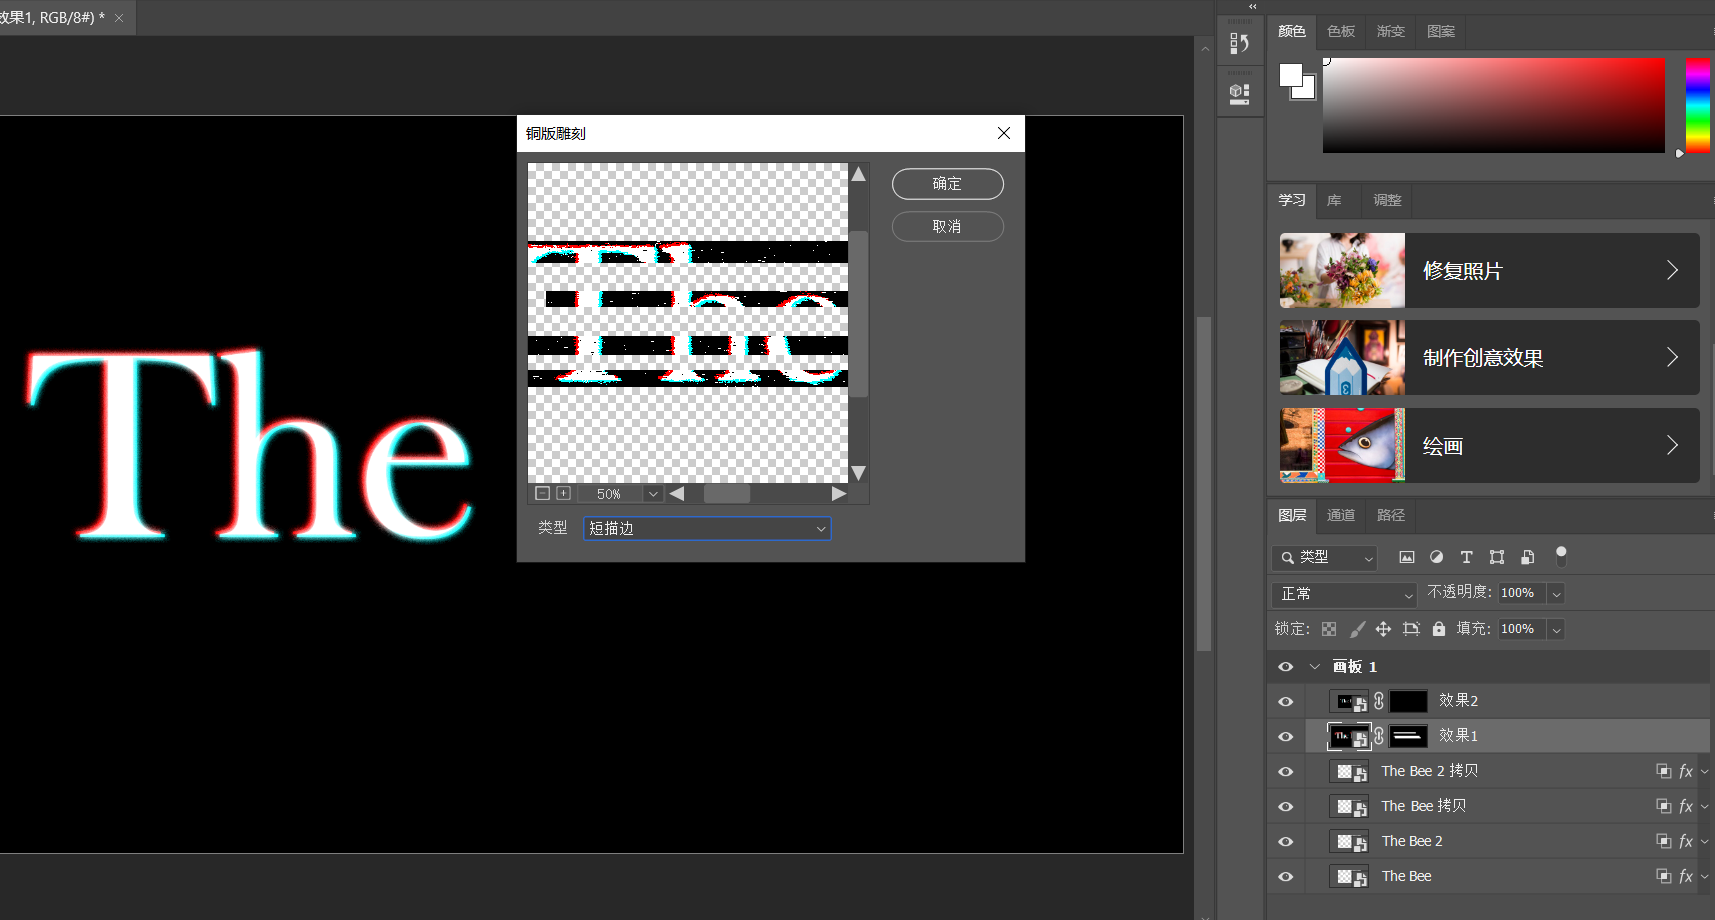 效果1, RGB/8#) *
The
铜版雕刻
确定
取消
50%
类型
短描边
颜色 色板 渐变 图案
学习 库 调整
修复照片
制作创意效果
绘画
图层 通道 路径
类型
正常 不透明度: 100%
锁定: 填充: 100%
画板 1
效果2
效果1
The Bee 2 拷贝 fx
The Bee 拷贝 fx
The Bee 2 fx
The Bee fx